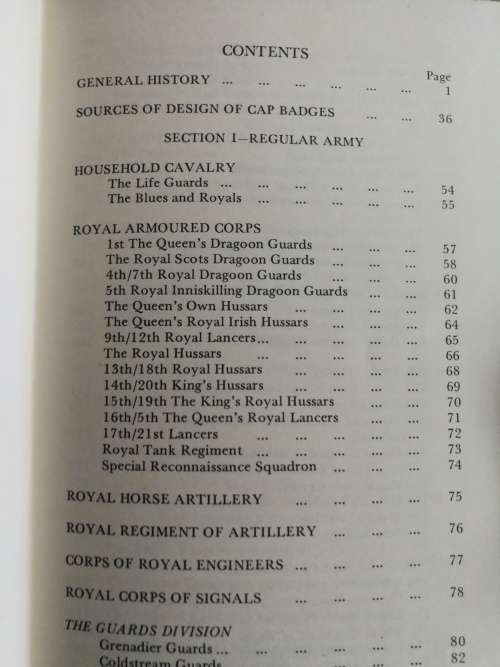 CONTENTS
Page
GENERAL HISTORY ... ... ... ... ... ... 1
SOURCES OF DESIGN OF CAP BADGES ... ... 36
SECTION I—REGULAR ARMY
HOUSEHOLD CAVALRY
The Life Guards ... ... ... ... ... ... 54
The Blues and Royals ... ... ... ... ... 55
ROYAL ARMOURED CORPS
1st The Queen's Dragoon Guards ... ... ... 57
The Royal Scots Dragoon Guards ... ... ... 58
4th/7th Royal Dragoon Guards ... ... ... 60
5th Royal Inniskilling Dragoon Guards ... ... 61
The Queen's Own Hussars ... ... ... ... 62
The Queen's Royal Irish Hussars ... ... ... 64
9th/12th Royal Lancers... ... ... ... ... 65
The Royal Hussars ... ... ... ... ... 66
13th/18th Royal Hussars ... ... ... ... 68
14th/20th King's Hussars ... ... ... ... 69
15th/19th The King's Royal Hussars ... ... 70
16th/5th The Queen's Royal Lancers ... ... 71
17th/21st Lancers ... ... ... ... ... 72
Royal Tank Regiment ... ... ... ... ... 73
Special Reconnaissance Squadron ... ... ... 74
ROYAL HORSE ARTILLERY ... ... ... ... 75
ROYAL REGIMENT OF ARTILLERY ... ... ... 76
CORPS OF ROYAL ENGINEERS ... ... ... ... 77
ROYAL CORPS OF SIGNALS ... ... ... ... 78
THE GUARDS DIVISION
Grenadier Guards ... ... ... ... ... ... 80
Coldstream Guards ... ... ... ... ... 82